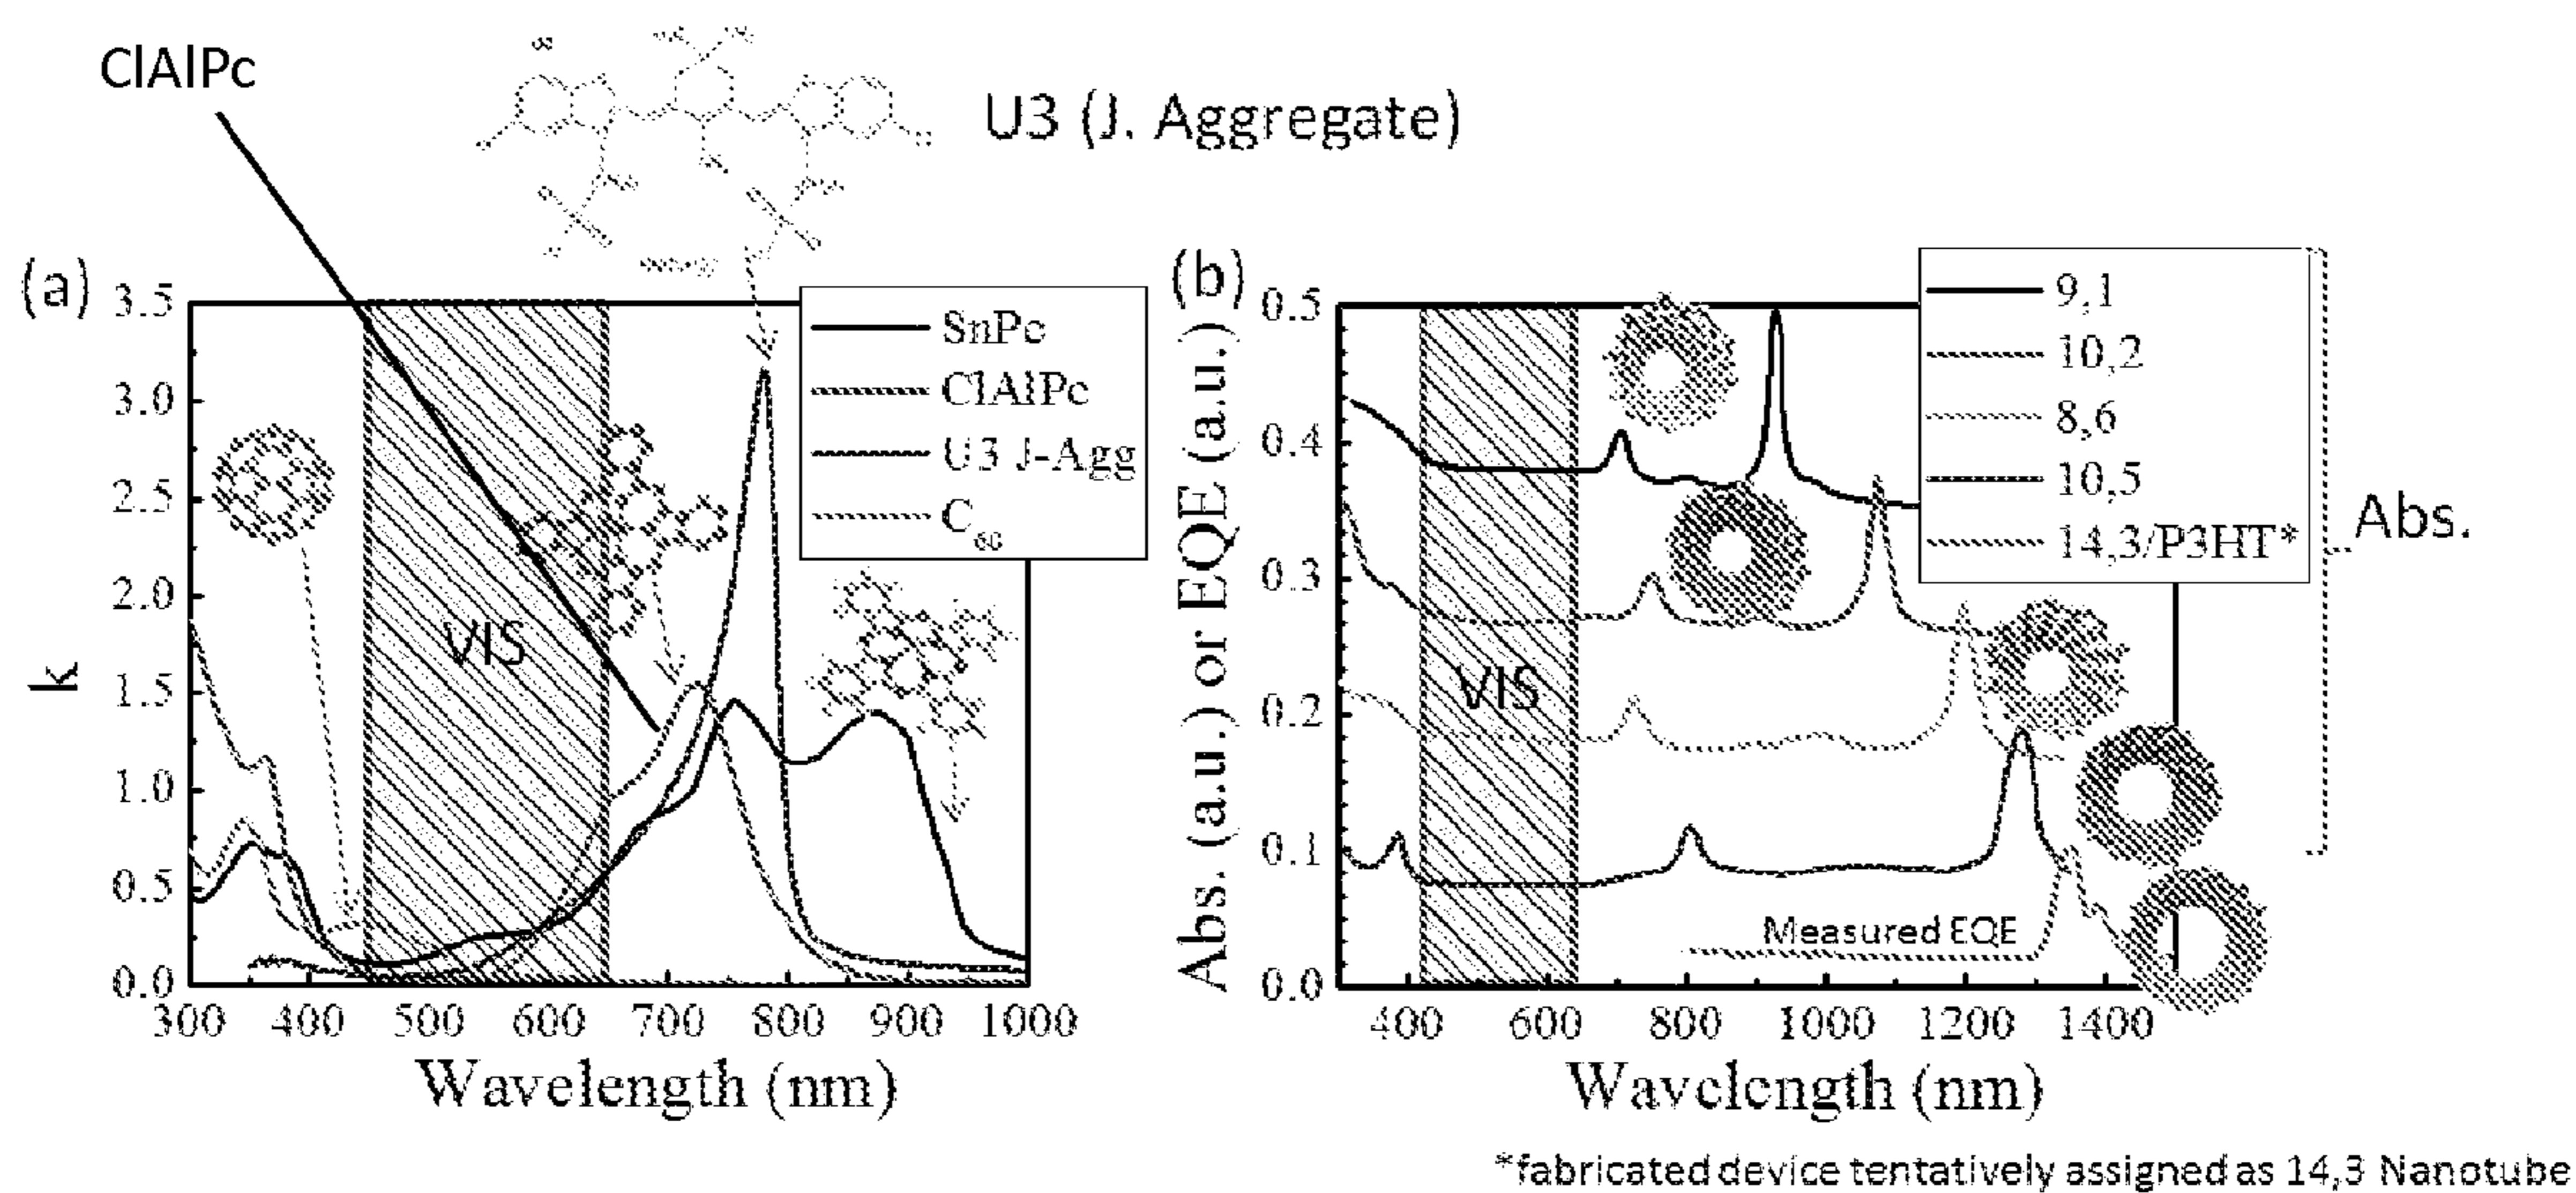 ClAlPc
U3 (J. Aggregate)
(a)
3.5
3.0
2.5
2.0
1.5
1.0
0.5
0.0
k
VIS
SnPc
ClAlPc
U3 J-Agg
C60
300 400 500 600 700 800 900 1000
Wavelength (nm)
(b)
0.5
0.4
0.3
0.2
0.1
0.0
Abs. (a.u.) or EQE (a.u.)
VIS
9,1
10,2
8,6
10,5
14,3/P3HT*
Abs.
Measured EQE
400 600 800 1000 1200 1400
Wavelength (nm)
*fabricated device tentatively assigned as 14,3 Nanotube